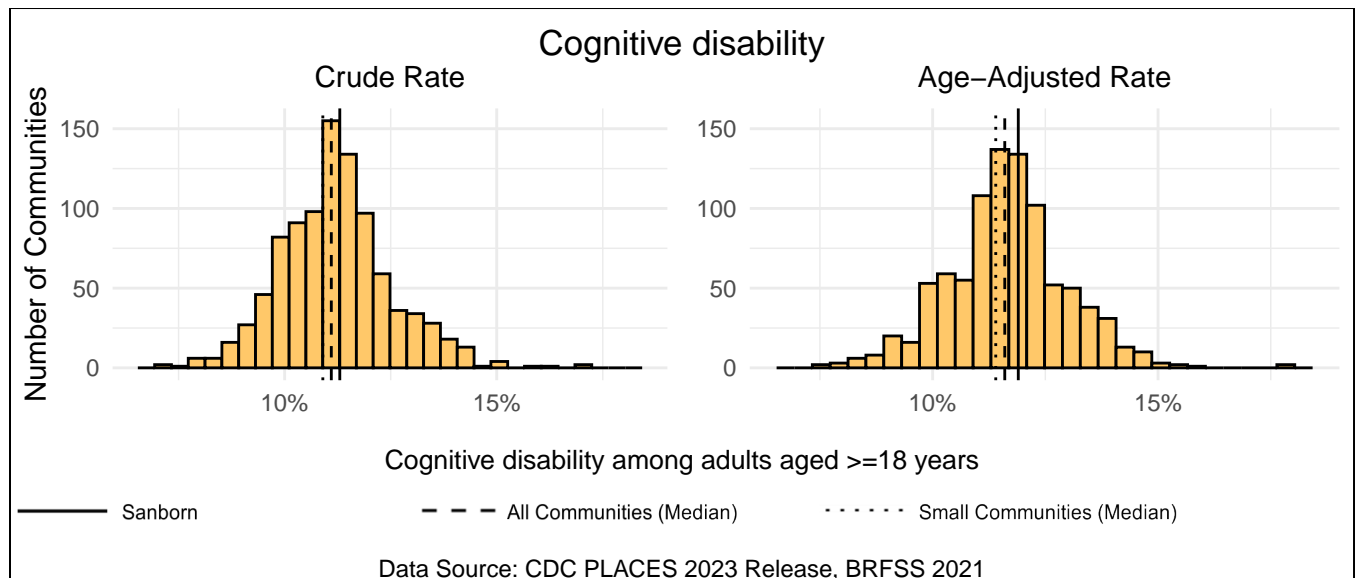 Cognitive disability
Crude Rate
Age−Adjusted Rate
Number of Communities
150
100
50
0
10%
15%
150
100
50
0
10%
15%
Cognitive disability among adults aged >=18 years
Sanborn
All Communities (Median)
Small Communities (Median)
Data Source: CDC PLACES 2023 Release, BRFSS 2021